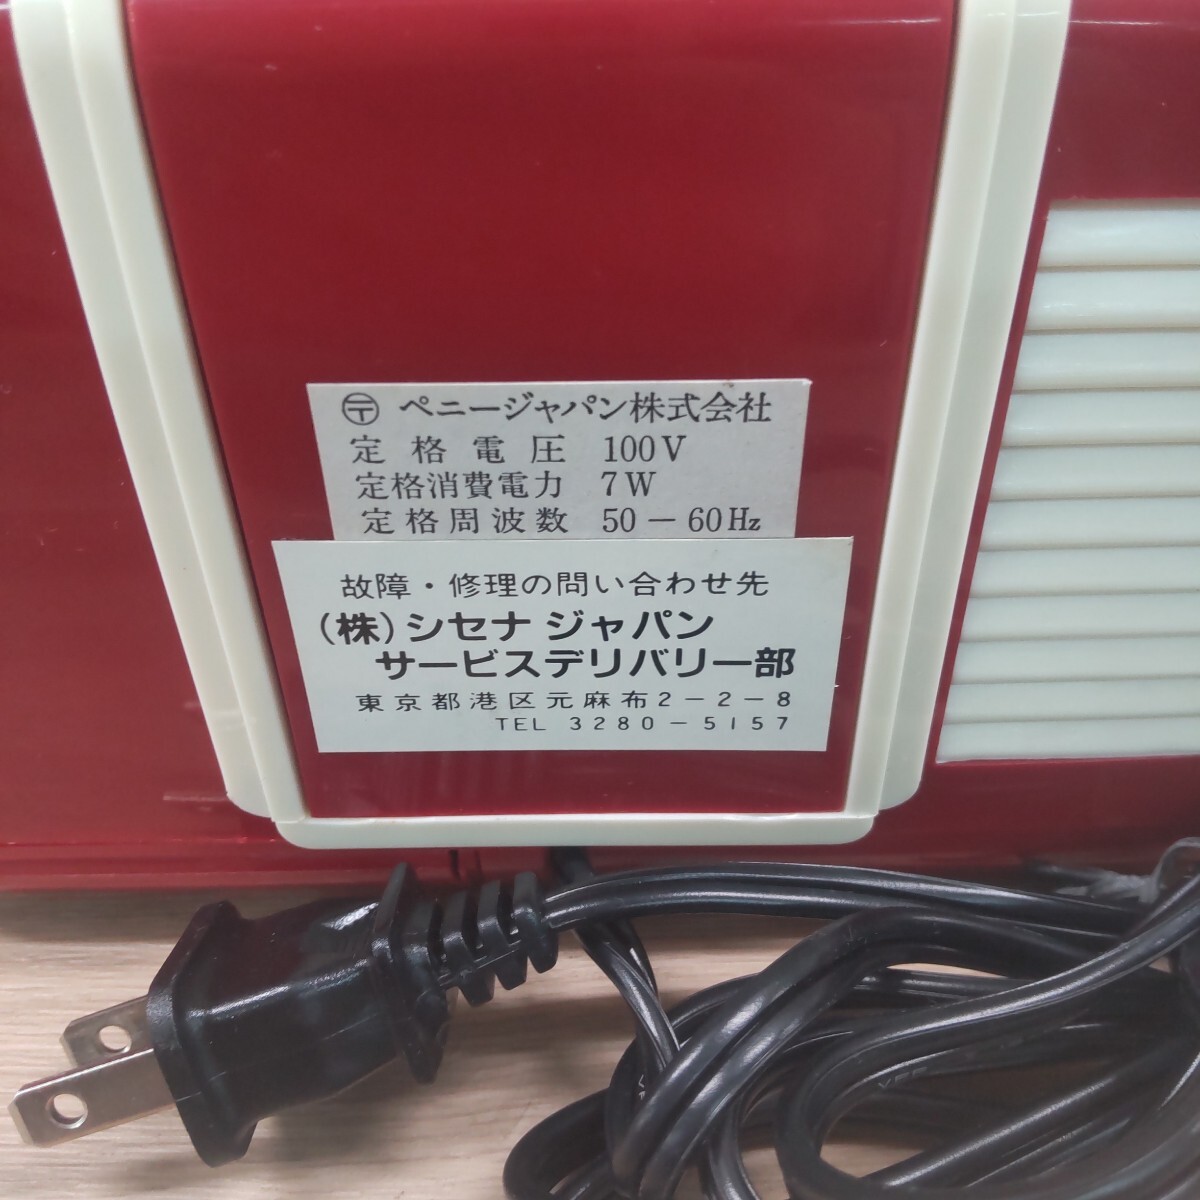 〶 ペニージャパン株式会社
定格電圧 100V
定格消費電力 7W
定格周波数 50－60Hz
故障・修理の問い合わせ先
(株)シセナ ジャパン
サービスデリバリー部
東京都港区元麻布2－2－8
TEL 3280－5157